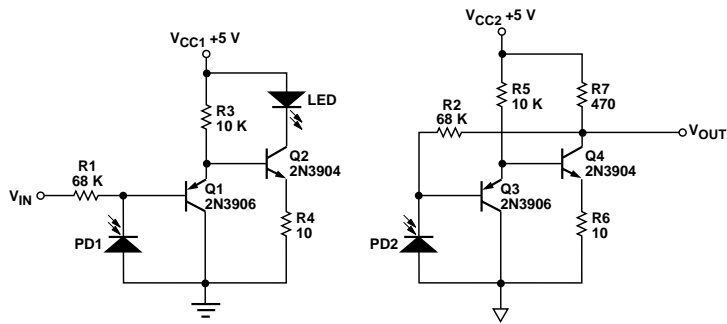 VCC1 +5 V
VCC2 +5 V
LED
R3
10 K
R5
10 K
R7
470
R2
68 K
VOUT
R1
68 K
Q2
2N3904
Q4
2N3904
VIN
Q1
2N3906
Q3
2N3906
R4
10
R6
10
PD1
PD2